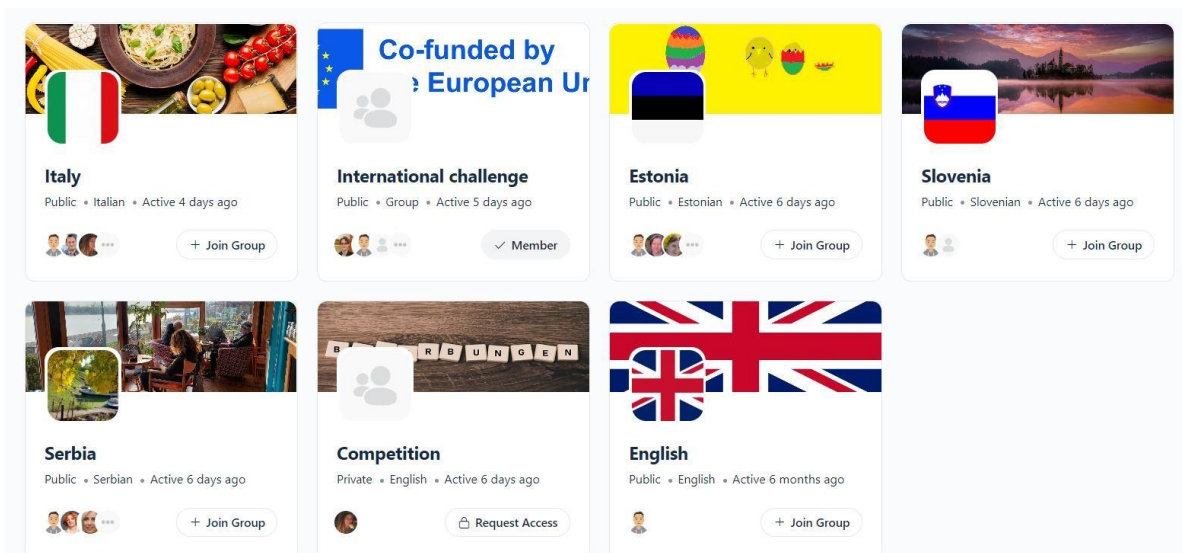 Co-funded by
e European Ur
Italy
Public • Italian • Active 4 days ago
+ Join Group
International challenge
Public • Group • Active 5 days ago
✓ Member
Estonia
Public • Estonian • Active 6 days ago
+ Join Group
Slovenia
Public • Slovenian • Active 6 days ago
+ Join Group
B RBUNGEN
Serbia
Public • Serbian • Active 6 days ago
+ Join Group
Competition
Private • English • Active 6 days ago
Request Access
English
Public • English • Active 6 months ago
+ Join Group